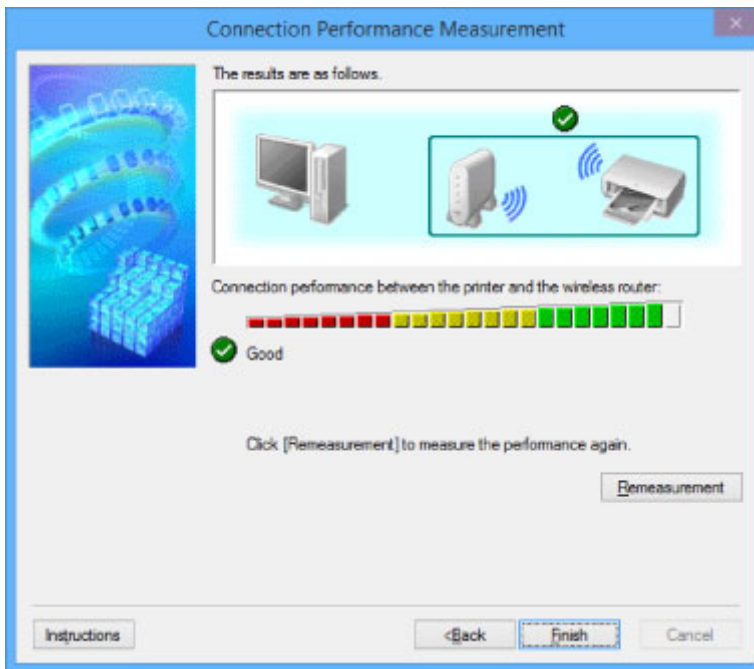 Connection Performance Measurement
The results are as follows.
Connection performance between the printer and the wireless router:
Good
Click [Remeasurement] to measure the performance again.
Remeasurement
Instructions
<Back
Finish
Cancel